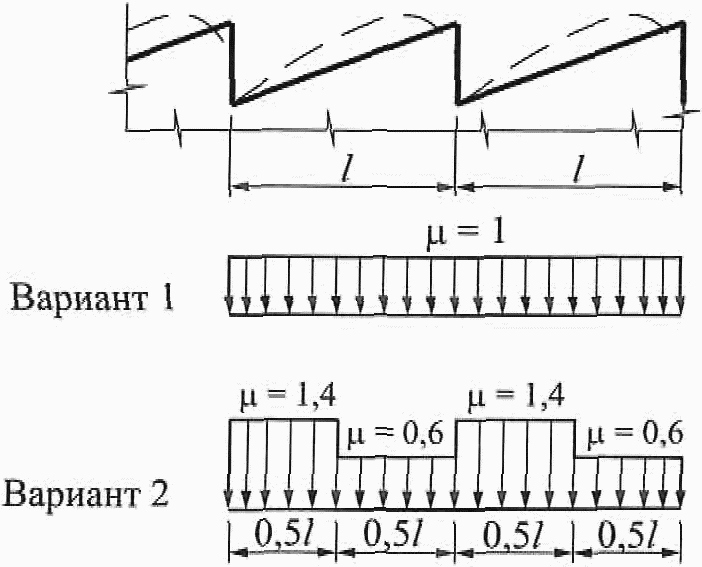 l l
μ = 1
Вариант 1
μ = 1,4 μ = 1,4
μ = 0,6 μ = 0,6
Вариант 2
0,5l 0,5l 0,5l 0,5l